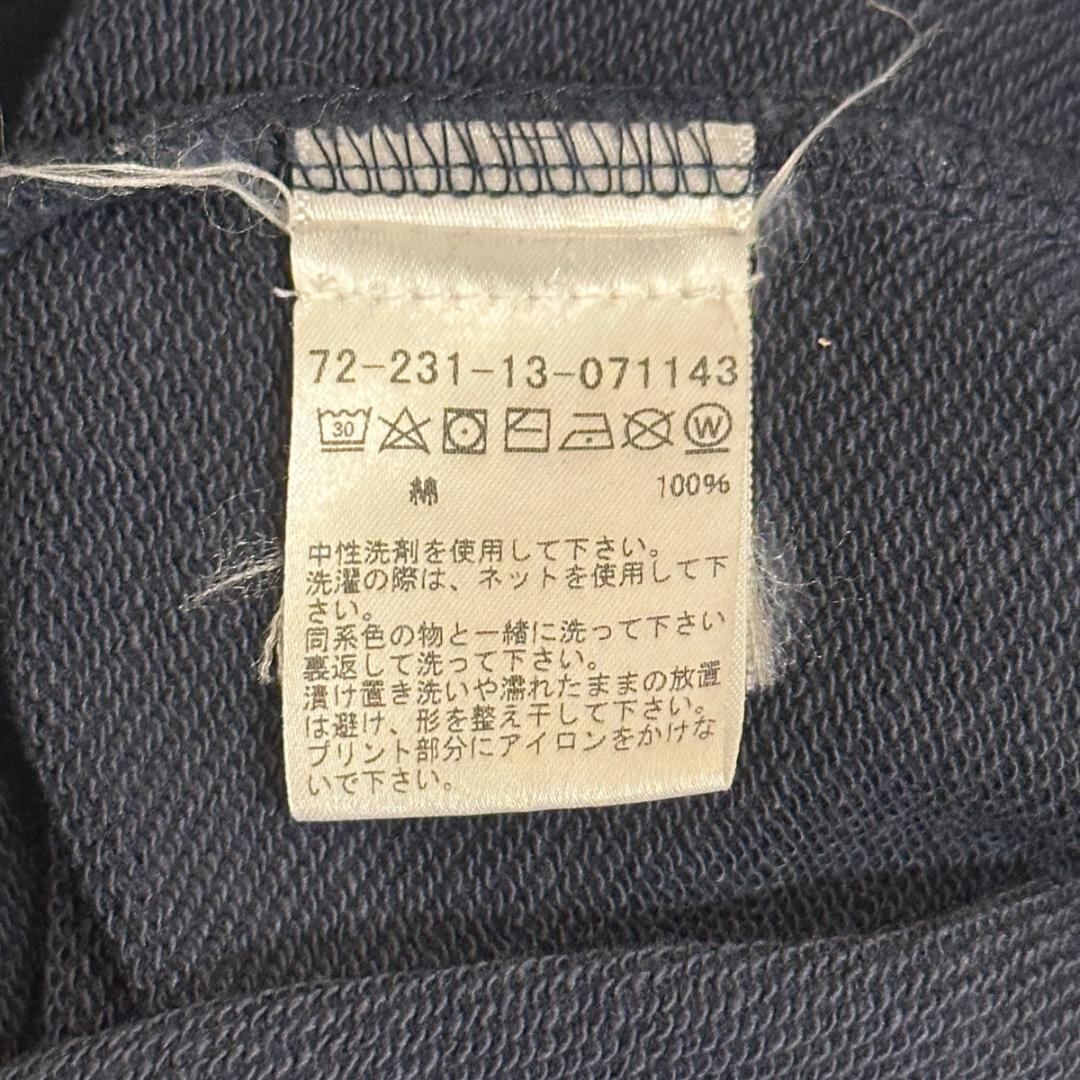 72-231-13-071143
30 W
綿 100%
中性洗剤を使用して下さい。
洗濯の際は、ネットを使用して下
さい。
同系色の物と一緒に洗って下さい
裏返して洗って下さい。
漬け置き洗いや濡れたままの放置
は避け、形を整え干して下さい。
プリント部分にアイロンをかけな
いで下さい。